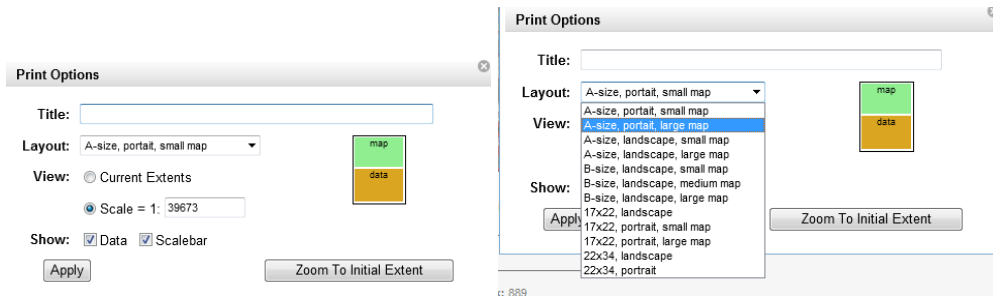 Print Options
Title:
Layout: A-size, portait, small map
map
data
View: Current Extents
Scale = 1: 39673
Show: Data Scalebar
Apply Zoom To Initial Extent
Print Options
Title:
Layout: A-size, portait, small map
map
data
View:
Show:
A-size, portait, small map
A-size, portait, large map
A-size, landscape, small map
A-size, landscape, large map
B-size, landscape, small map
B-size, landscape, medium map
B-size, landscape, large map
17x22, landscape
17x22, portrait, small map
17x22, portrait, large map
22x34, landscape
22x34, portrait
Appl Zoom To Initial Extent
889